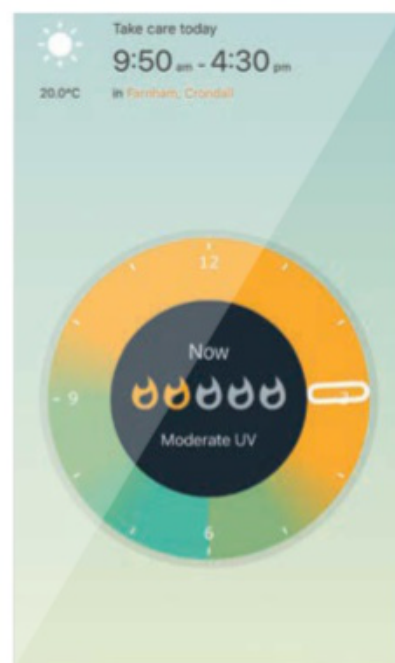 Take care today
9:50 am - 4:30 pm
20.0°C
in Farnham, Crondall
12
Now
9
3
Moderate UV
6